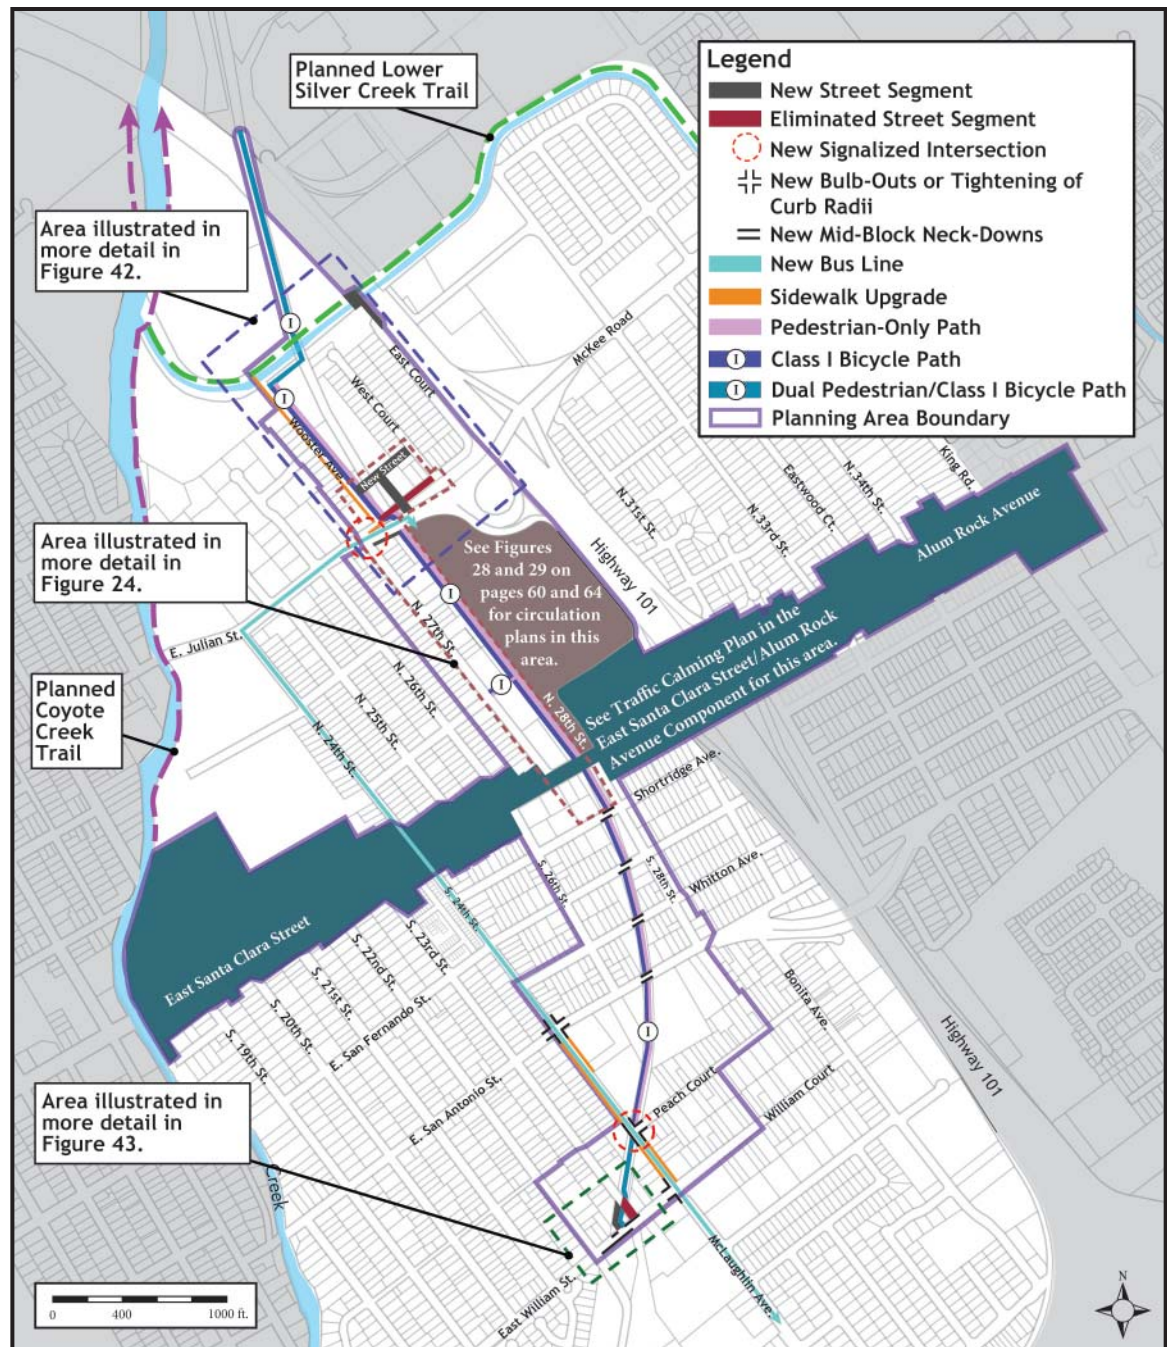 Planned Lower
Silver Creek Trail
Legend
New Street Segment
Eliminated Street Segment
New Signalized Intersection
New Bulb-Outs or Tightening of
Curb Radii
New Mid-Block Neck-Downs
New Bus Line
Sidewalk Upgrade
Pedestrian-Only Path
I
Class I Bicycle Path
I
Dual Pedestrian/Class I Bicycle Path
Planning Area Boundary
Area illustrated in
more detail in
Figure 42.
I
I
East Court
West Court
McKee Road
Wooster Ave.
New Street
N.31st St.
N.33rd St.
Eastwood Ct.
N.34th St.
King Rd.
Alum Rock Avenue
Highway 101
Area illustrated in
more detail in
Figure 24.
See Figures
28 and 29 on
pages 60 and 64
for circulation
plans in this
area.
I
I
E. Julian St.
N. 27th St.
N. 26th St.
N. 25th St.
N. 24th St.
N. 28th St.
See Traffic Calming Plan in the
East Santa Clara Street/Alum Rock
Avenue Component for this area.
Planned
Coyote
Creek
Trail
Shortridge Ave.
Whitton Ave.
S. 28th St.
S. 26th St.
S. 24th St.
S. 23rd St.
S. 22nd St.
S. 21st St.
S. 20th St.
S. 19th St.
East Santa Clara Street
E. San Fernando St.
E. San Antonio St.
Bonita Ave.
Highway 101
I
Peach Court
William Court
Area illustrated in
more detail in
Figure 43.
Creek
McLaughlin Ave.
East William St.
0 400 1000 ft.
N